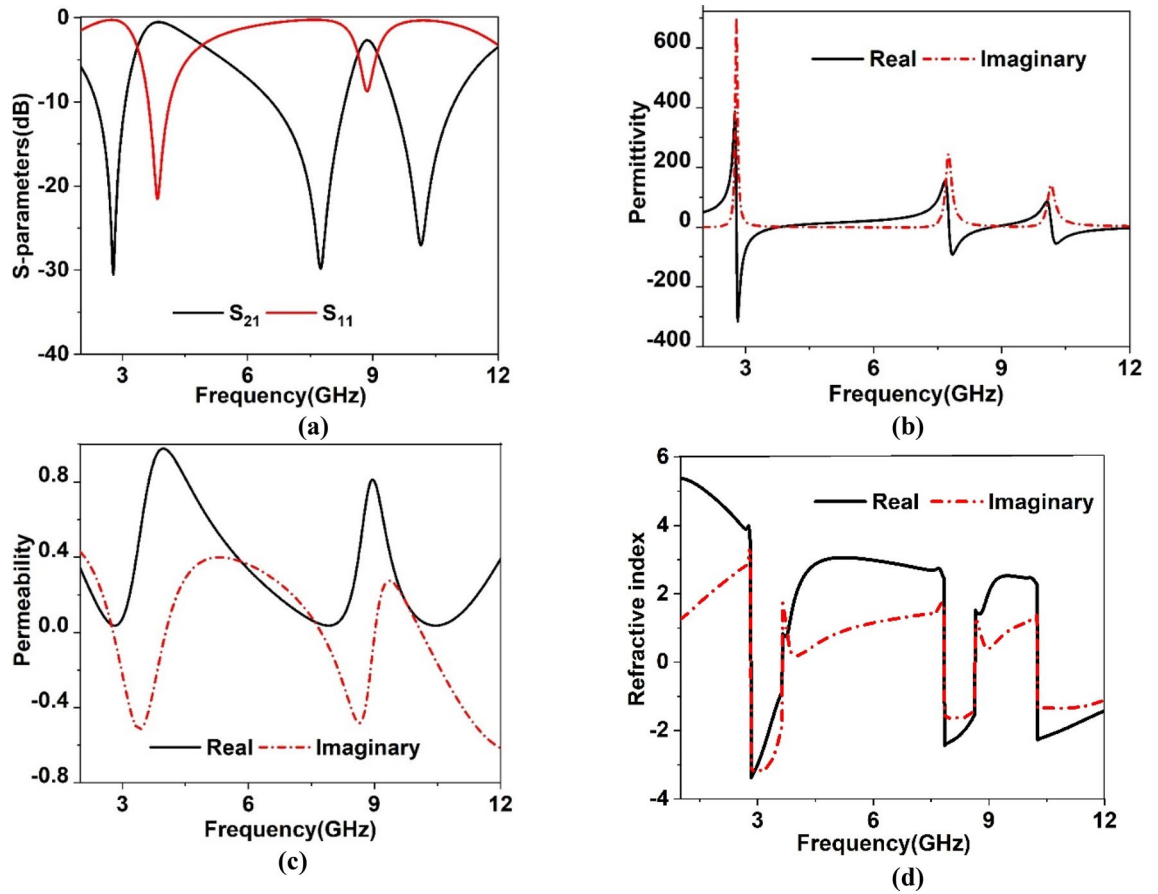 0
-10
-20
-30
-40
S-parameters(dB)
S21 S11
3 6 9 12
Frequency(GHz)
(a)
600
400
200
0
-200
-400
Permittivity
Real Imaginary
3 6 9 12
Frequency(GHz)
(b)
0.8
0.4
0.0
-0.4
-0.8
Permeability
Real Imaginary
3 6 9 12
Frequency(GHz)
(c)
6
4
2
0
-2
-4
Refractive index
Real Imaginary
3 6 9 12
Frequency(GHz)
(d)